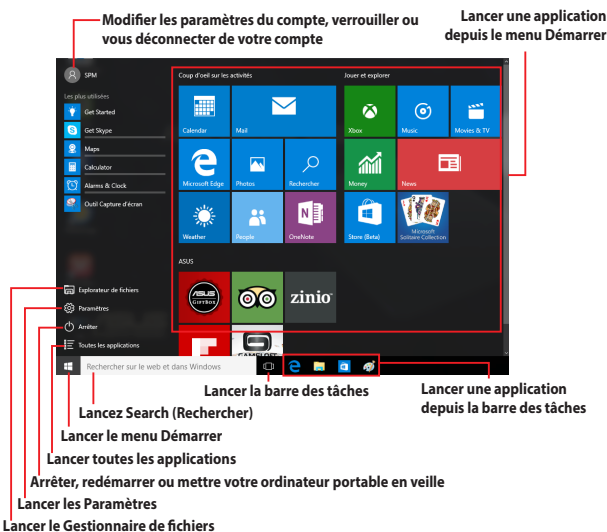 Modifier les paramètres du compte, verrouiller ou
vous déconnecter de votre compte
Lancer une application
depuis le menu Démarrer
SPM
Les plus utilisées
Get Started
Get Skype
Maps
Calculator
Alarms & Clock
Outil Capture d'écran
Explorateur de fichiers
Paramètres
Arrêter
Toutes les applications
Coup d'oeil sur les activités
Calendar
Mail
Microsoft Edge
Photos
Rechercher
Weather
People
OneNote
Jouer et explorer
Xbox
Music
Movies & TV
Money
News
Store (Beta)
Microsoft
Solitaire Collection
ASUS
ASUS
GIFTBOX
zinio
Rechercher sur le web et dans Windows
Lancer la barre des tâches
Lancer une application
depuis la barre des tâches
Lancez Search (Rechercher)
Lancer le menu Démarrer
Lancer toutes les applications
Arrêter, redémarrer ou mettre votre ordinateur portable en veille
Lancer les Paramètres
Lancer le Gestionnaire de fichiers